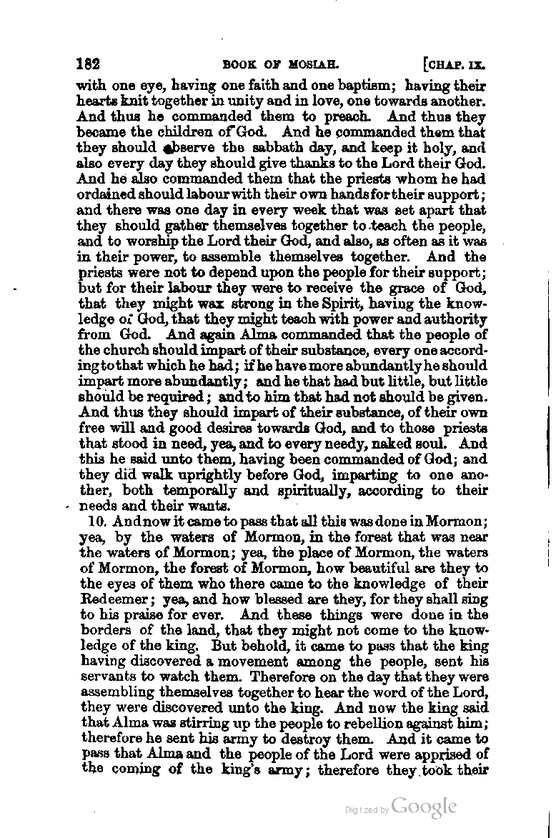 182 BOOK OF MOSIAH. [CHAP. IX.
with one eye, having one faith and one baptism; having their
hearts knit together in unity and in love, one towards another.
And thus he commanded them to preach. And thus they
became the children of God. And he commanded them that
they should observe the sabbath day, and keep it holy, and
also every day they should give thanks to the Lord their God.
And he also commanded them that the priests whom he had
ordained should labour with their own hands for their support;
and there was one day in every week that was set apart that
they should gather themselves together to teach the people,
and to worship the Lord their God, and also, as often as it was
in their power, to assemble themselves together. And the
priests were not to depend upon the people for their support;
but for their labour they were to receive the grace of God,
that they might wax strong in the Spirit, having the know-
ledge of God, that they might teach with power and authority
from God. And again Alma commanded that the people of
the church should impart of their substance, every one accord-
ing to that which he had; if he have more abundantly he should
impart more abundantly; and he that had but little, but little
should be required; and to him that had not should be given.
And thus they should impart of their substance, of their own
free will and good desires towards God, and to those priests
that stood in need, yea, and to every needy, naked soul. And
this he said unto them, having been commanded of God; and
they did walk uprightly before God, imparting to one ano-
ther, both temporally and spiritually, according to their
needs and their wants.
10. And now it came to pass that all this was done in Mormon;
yea, by the waters of Mormon, in the forest that was near
the waters of Mormon; yea, the place of Mormon, the waters
of Mormon, the forest of Mormon, how beautiful are they to
the eyes of them who there came to the knowledge of their
Redeemer; yea, and how blessed are they, for they shall sing
to his praise for ever. And these things were done in the
borders of the land, that they might not come to the know-
ledge of the king. But behold, it came to pass that the king
having discovered a movement among the people, sent his
servants to watch them. Therefore on the day that they were
assembling themselves together to hear the word of the Lord,
they were discovered unto the king. And now the king said
that Alma was stirring up the people to rebellion against him;
therefore he sent his army to destroy them. And it came to
pass that Alma and the people of the Lord were apprised of
the coming of the king's army; therefore they took their
Digitized by Google